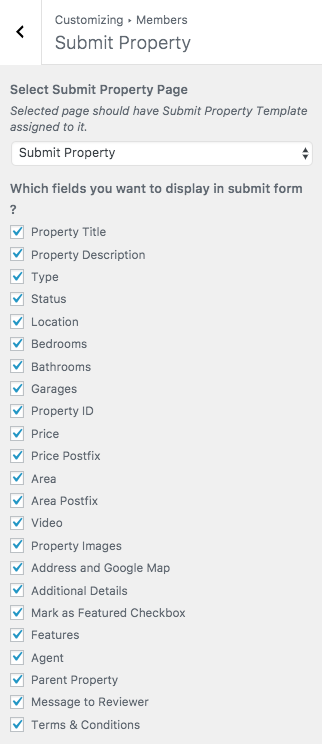 Customizing ▸ Members
Submit Property
Select Submit Property Page
Selected page should have Submit Property Template
assigned to it.
Submit Property
Which fields you want to display in submit form
?
Property Title
Property Description
Type
Status
Location
Bedrooms
Bathrooms
Garages
Property ID
Price
Price Postfix
Area
Area Postfix
Video
Property Images
Address and Google Map
Additional Details
Mark as Featured Checkbox
Features
Agent
Parent Property
Message to Reviewer
Terms & Conditions